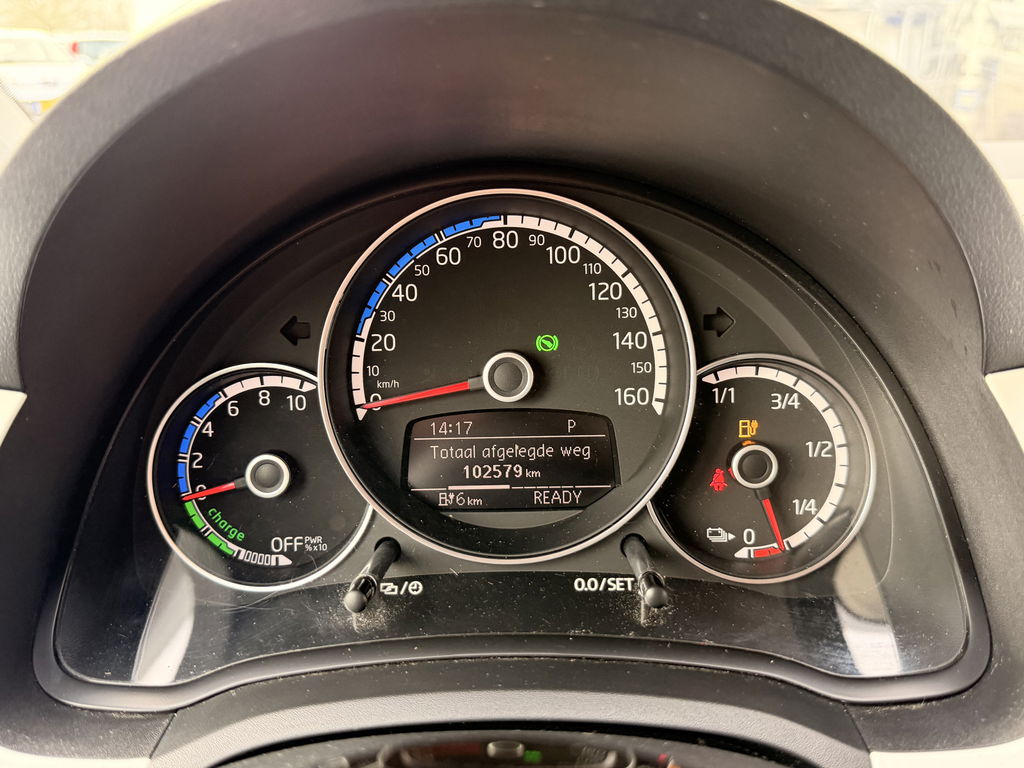 10
20
30
40
50
60
70
80
90
100
110
120
130
140
150
160
km/h
0
14:17 P
Totaal afgelegde weg
102579 km
6 km READY
0
2
4
6
8
10
charge
OFF
PWR
%x10
1/1
3/4
1/2
1/4
0
0.0/SET